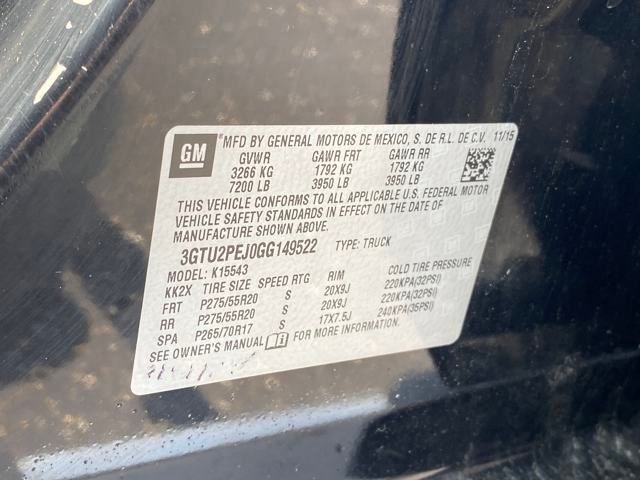 GM
MFD BY GENERAL MOTORS DE MEXICO, S. DE R.L. DE C.V. 11/15
GVWR GAWR FRT GAWR RR
3266 KG 1792 KG 1792 KG
7200 LB 3950 LB 3950 LB
THIS VEHICLE CONFORMS TO ALL APPLICABLE U.S. FEDERAL MOTOR
VEHICLE SAFETY STANDARDS IN EFFECT ON THE DATE OF
MANUFACTURE SHOWN ABOVE.
3GTU2PEJ0GG149522 TYPE: TRUCK
MODEL: K15543
KK2X TIRE SIZE SPEED RTG RIM COLD TIRE PRESSURE
FRT P275/55R20 S 20X9J 220KPA(32PSI)
RR P275/55R20 S 20X9J 220KPA(32PSI)
SPA P265/70R17 S 17X7.5J 240KPA(35PSI)
SEE OWNER'S MANUAL FOR MORE INFORMATION.